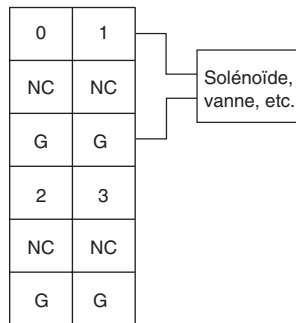 0 1
NC NC
G G
2 3
NC NC
G G
Solénoïde,
vanne, etc.